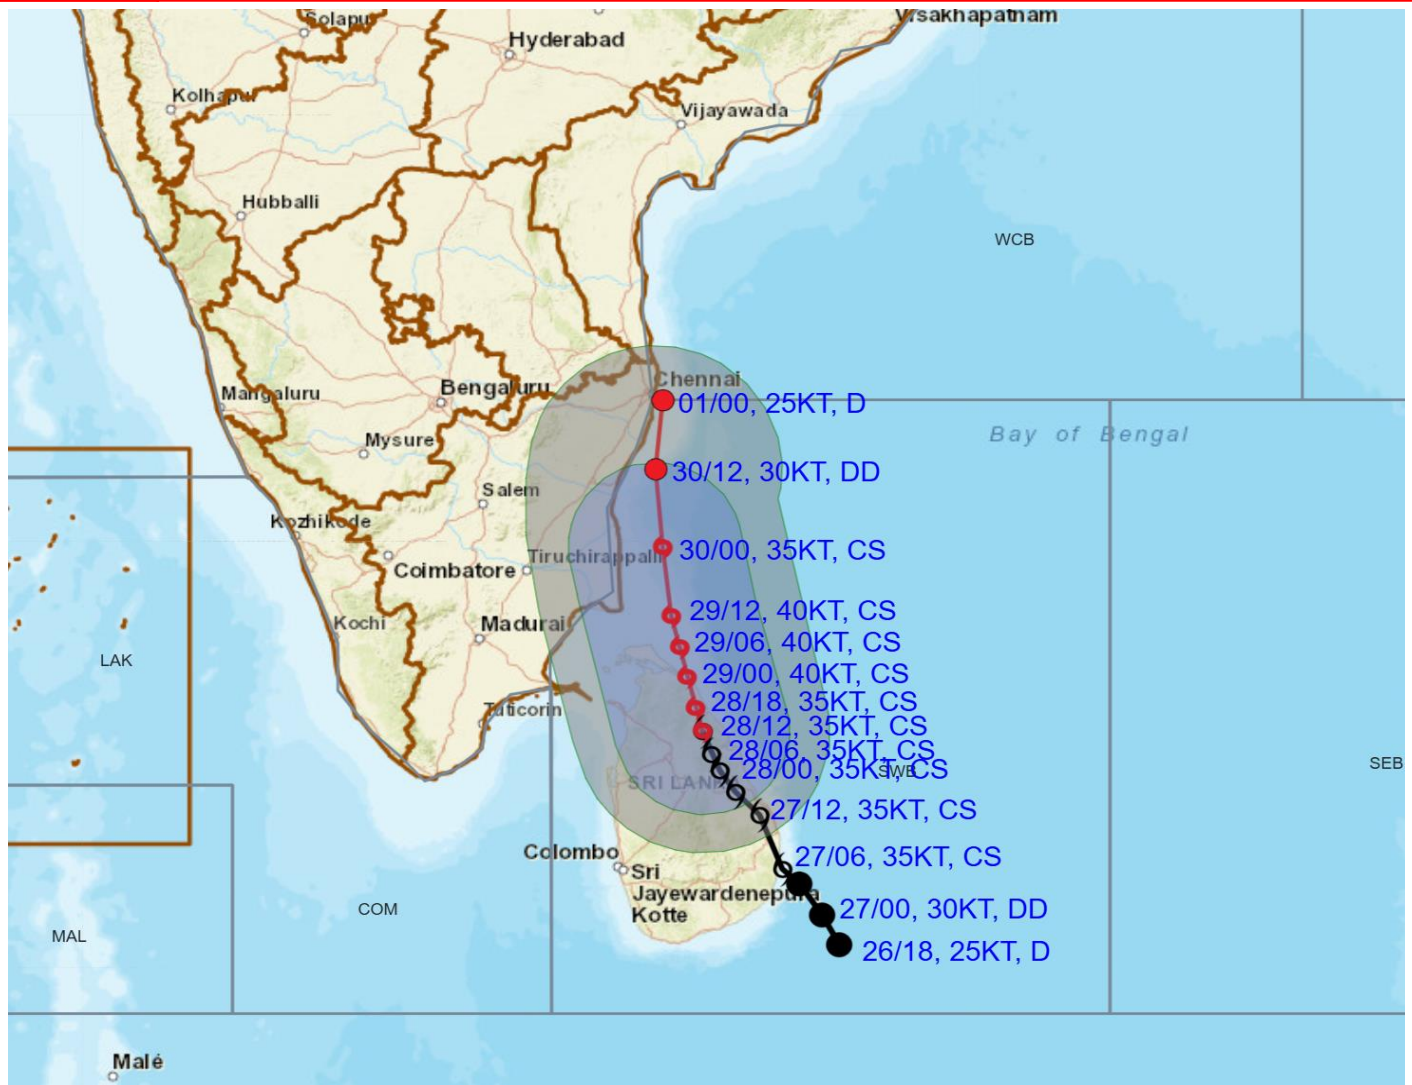 Solapu
Visakhapatnam
Hyderabad
Kolhapur
Vijayawada
Hubballi
WCB
Chennai
Mangaluru
Bengaluru
01/00, 25KT, D
Bay of Bengal
Mysure
30/12, 30KT, DD
Salem
Kozhikode
30/00, 35KT, CS
Tiruchirappalli
Coimbatore
29/12, 40KT, CS
Kochi
Madurai
29/06, 40KT, CS
LAK
29/00, 40KT, CS
28/18, 35KT, CS
Tuticorin
28/12, 35KT, CS
28/06, 35KT, CS
28/00, 35KT, CS
SWB
SEB
SRI LAN
27/12, 35KT, CS
Colombo
27/06, 35KT, CS
Sri
Jayewardenepura
Kotte
COM
27/00, 30KT, DD
MAL
26/18, 25KT, D
Malé